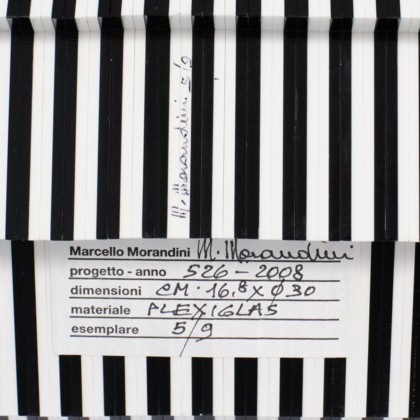 M. Morandini 5/9
Marcello Morandini M. Morandini
progetto - anno 526 - 2008
dimensioni CM. 16,8 X Ø 30
materiale PLEXIGLAS
esemplare 5/9